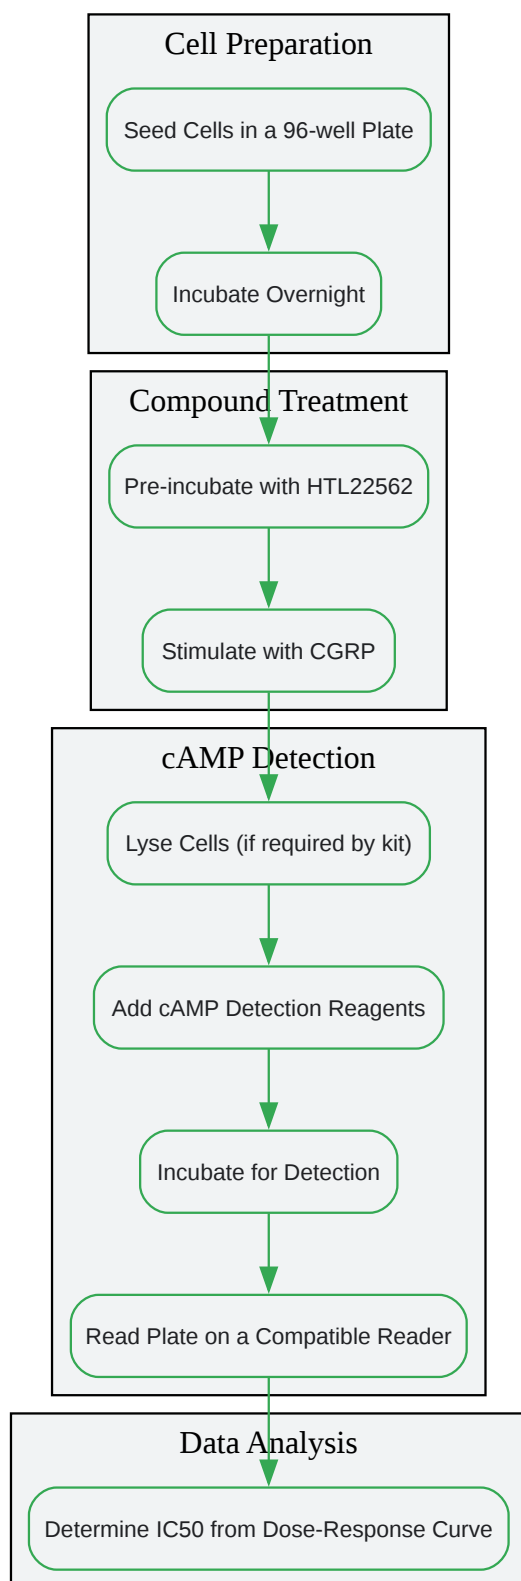 Cell Preparation
Seed Cells in a 96-well Plate
Incubate Overnight
Compound Treatment
Pre-incubate with HTL22562
Stimulate with CGRP
cAMP Detection
Lyse Cells (if required by kit)
Add cAMP Detection Reagents
Incubate for Detection
Read Plate on a Compatible Reader
Data Analysis
Determine IC50 from Dose-Response Curve